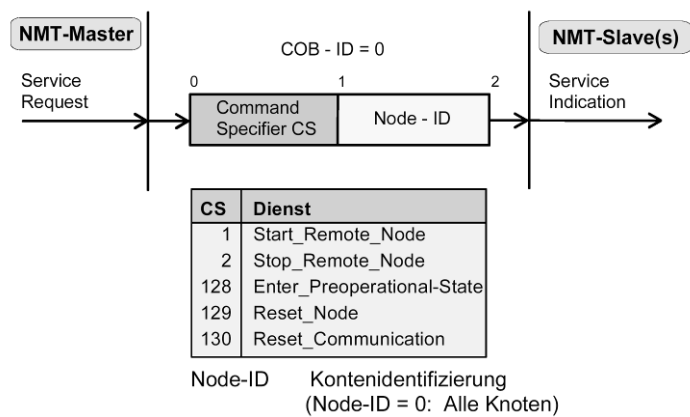 NMT-Master
NMT-Slave(s)
COB - ID = 0
Service
Request
0
1
2
Command
Specifier CS
Node - ID
Service
Indication
CS Dienst
1 Start_Remote_Node
2 Stop_Remote_Node
128 Enter_Preoperational-State
129 Reset_Node
130 Reset_Communication
Node-ID Kontenidentifizierung
(Node-ID = 0: Alle Knoten)